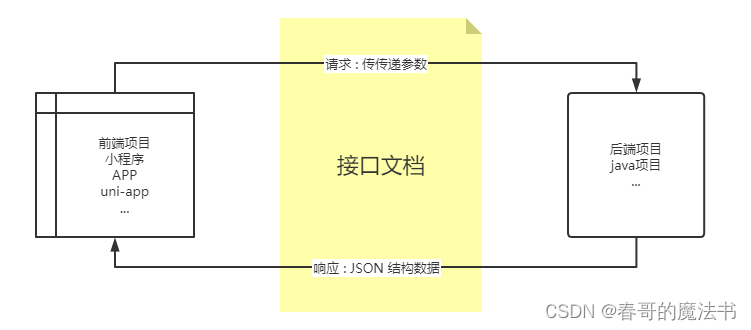 请求 : 传传递参数
前端项目
小程序
APP
uni-app
...
接口文档
后端项目
java项目
...
响应 : JSON 结构数据
CSDN @春哥的魔法书